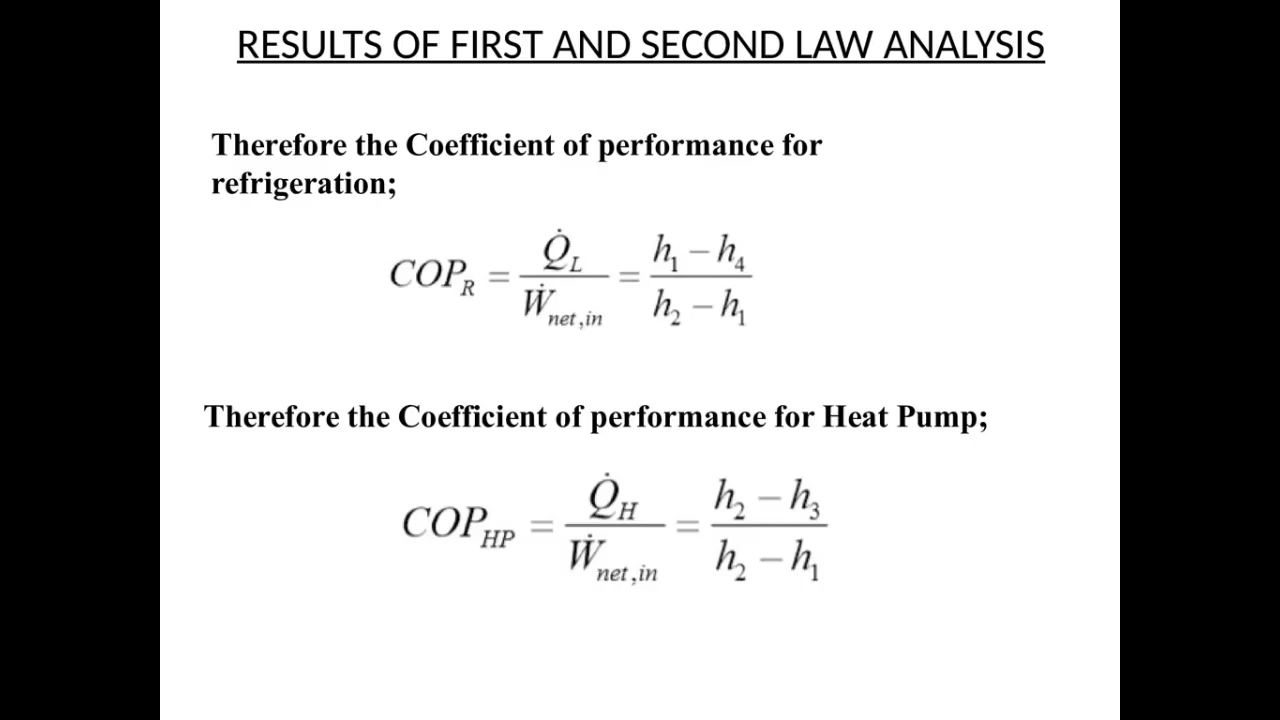 RESULTS OF FIRST AND SECOND LAW ANALYSIS
Therefore the Coefficient of performance for
refrigeration;
COP_R = Q̇_L / Ẇ_net,in = (h_1 − h_4) / (h_2 − h_1)
Therefore the Coefficient of performance for Heat Pump;
COP_HP = Q̇_H / Ẇ_net,in = (h_2 − h_3) / (h_2 − h_1)